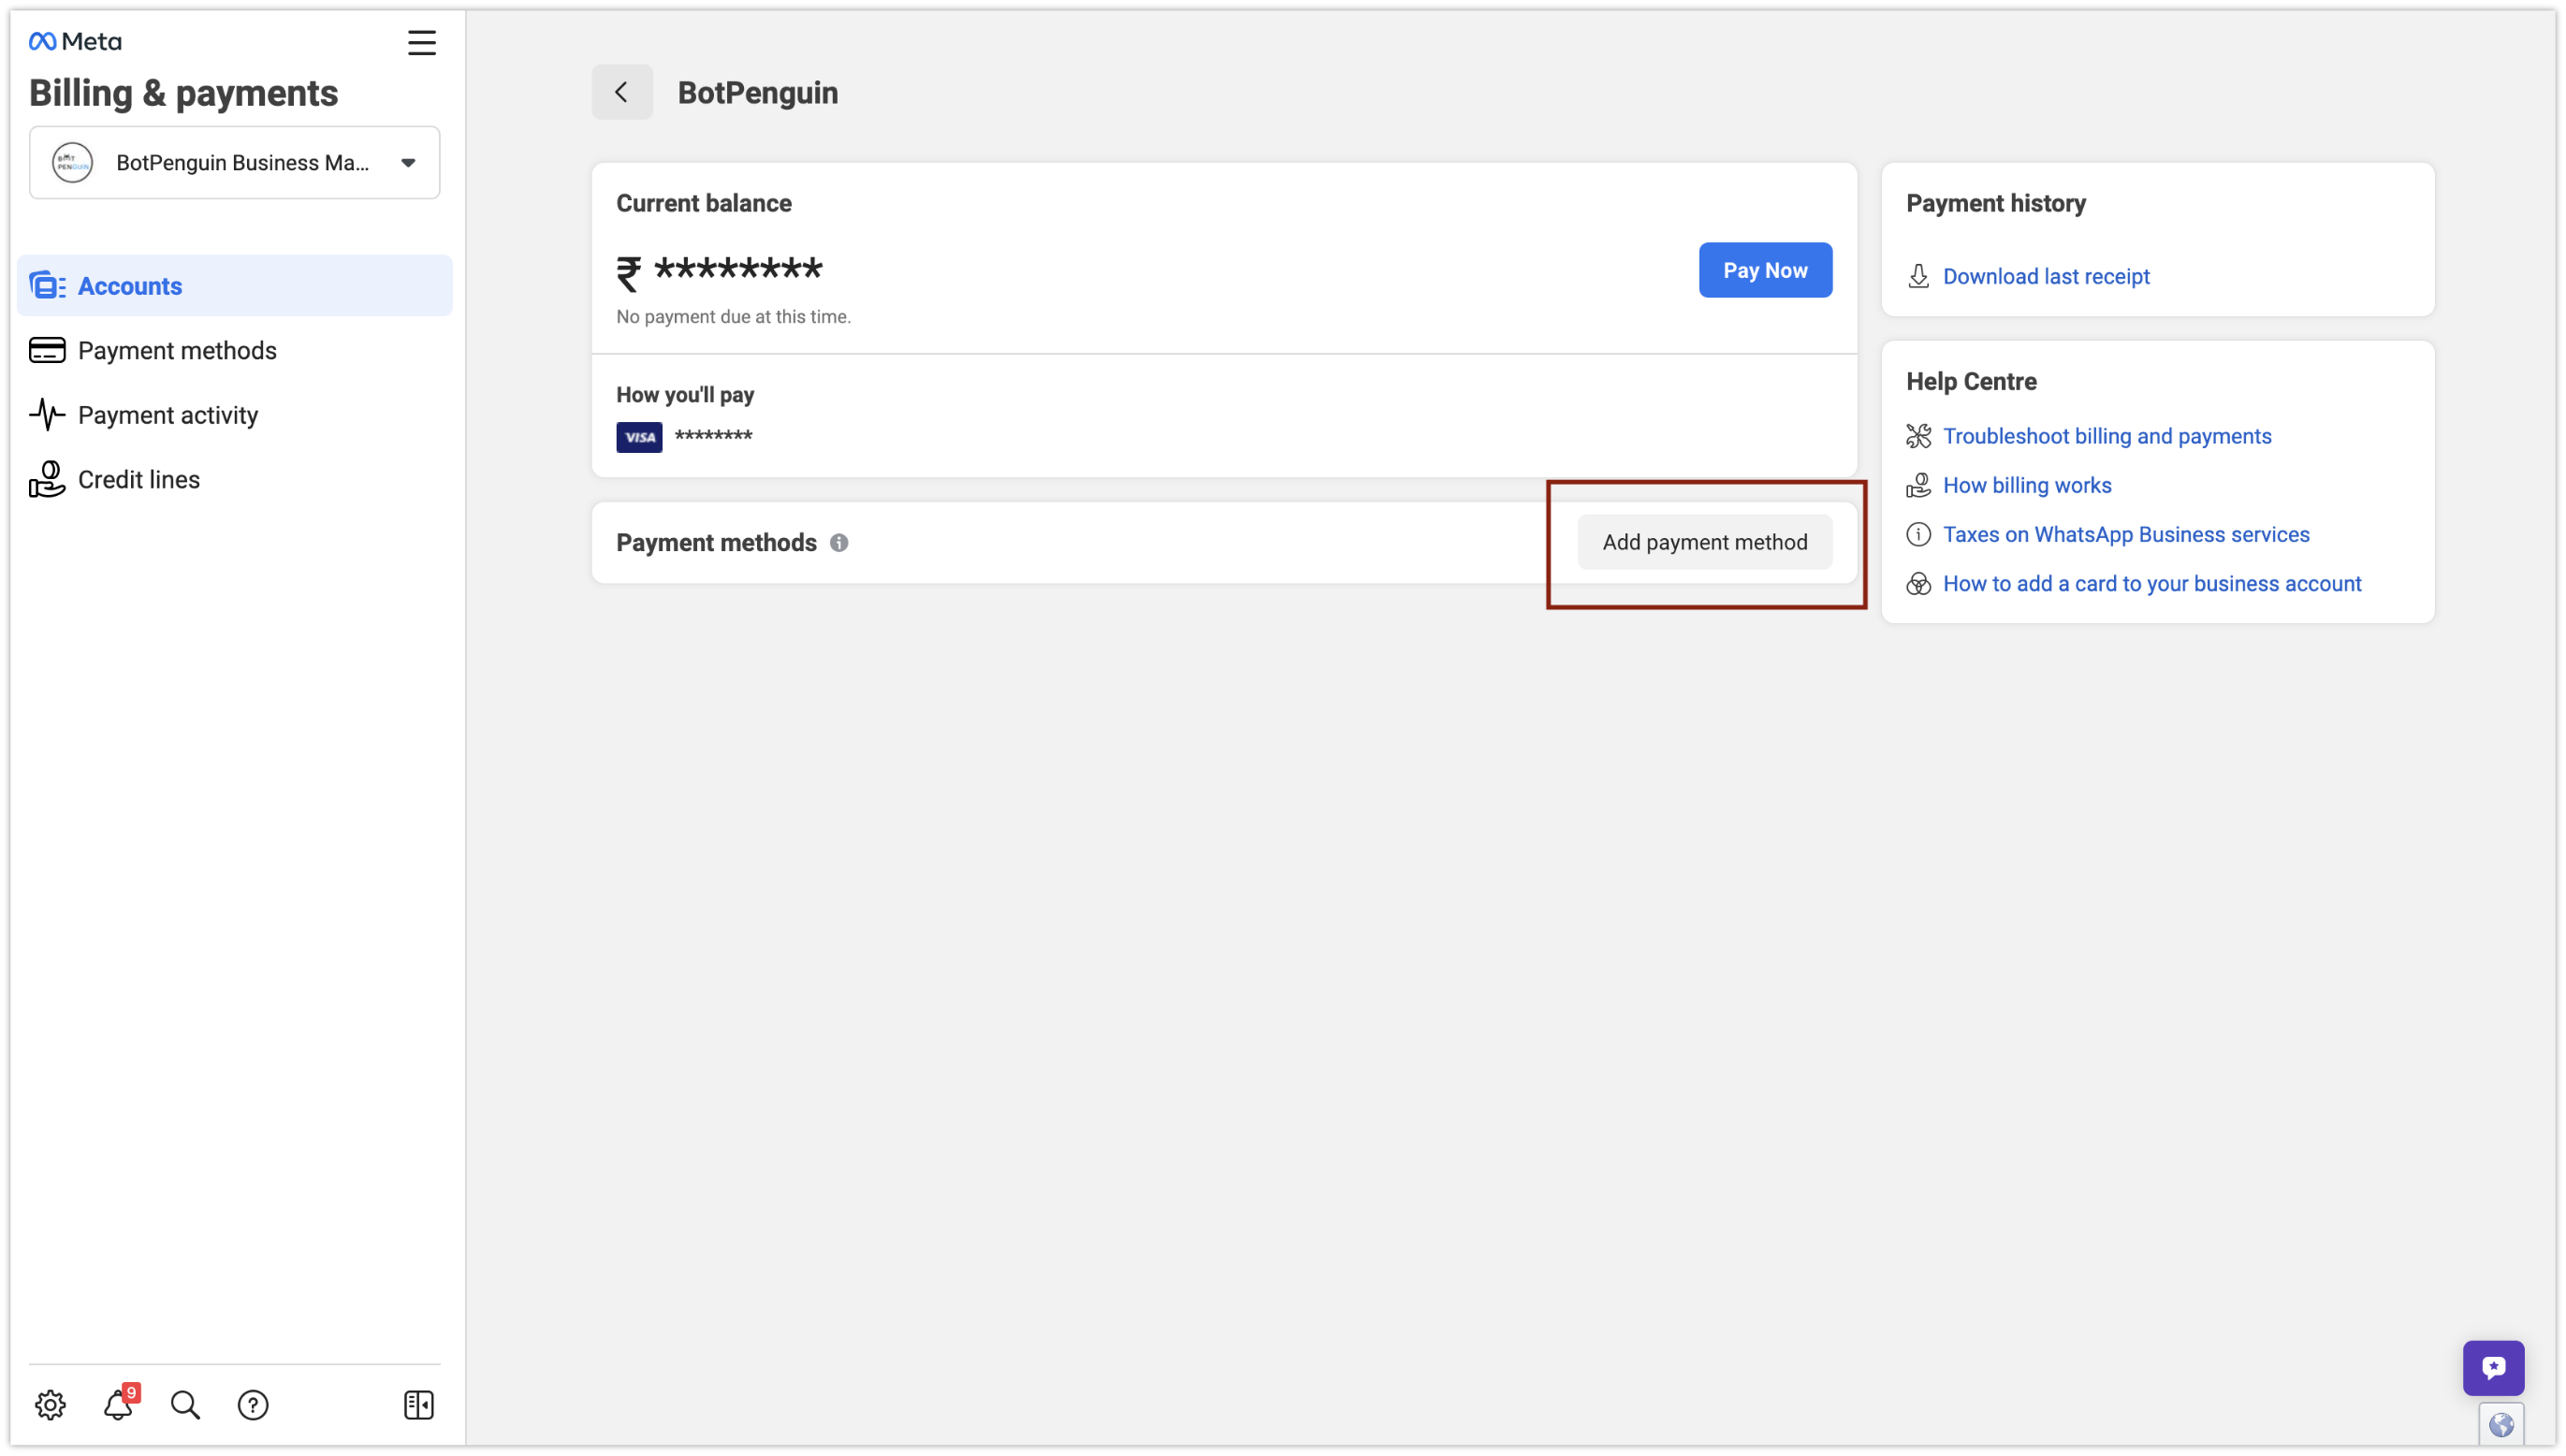 Meta
Billing & payments
BOT
PENGUIN
BotPenguin Business Ma...
Accounts
Payment methods
Payment activity
Credit lines
9
BotPenguin
Current balance
₹ ********
Pay Now
No payment due at this time.
How you'll pay
VISA ********
Payment methods
Add payment method
Payment history
Download last receipt
Help Centre
Troubleshoot billing and payments
How billing works
Taxes on WhatsApp Business services
How to add a card to your business account